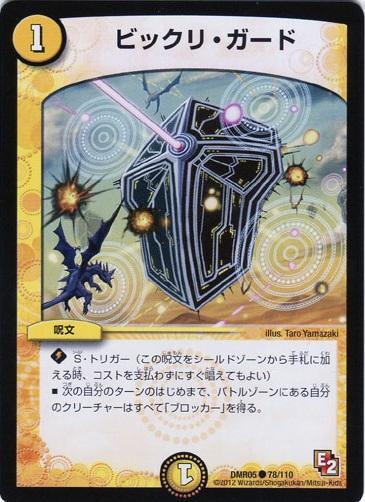 1
ビックリ・ガード
illus. Taro Yamazaki
呪文
S・トリガー（この呪文をシールドゾーンから手札に加
える時、コストを支払わずにすぐ唱えてもよい）
■ 次の自分のターンのはじめまで、バトルゾーンにある自分
のクリーチャーはすべて「ブロッカー」を得る。
1
DMR05 ● 78/110
©2012 Wizards/Shogakukan/Mitsui-Kids
E2